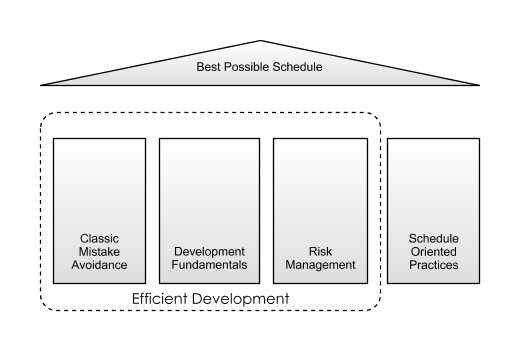 Best Possible Schedule
Classic
Mistake
Avoidance
Development
Fundamentals
Risk
Management
Schedule
Oriented
Practices
Efficient Development